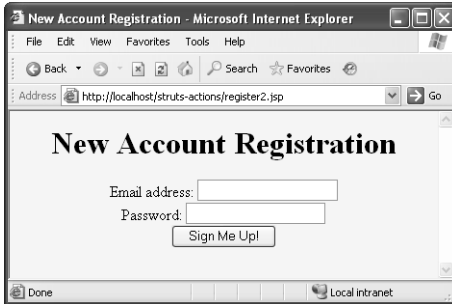 New Account Registration - Microsoft Internet Explorer
File Edit View Favorites Tools Help
Back Search Favorites
Address http://localhost/struts-actions/register2.jsp Go
New Account Registration
Email address:
Password:
Sign Me Up!
Done Local intranet